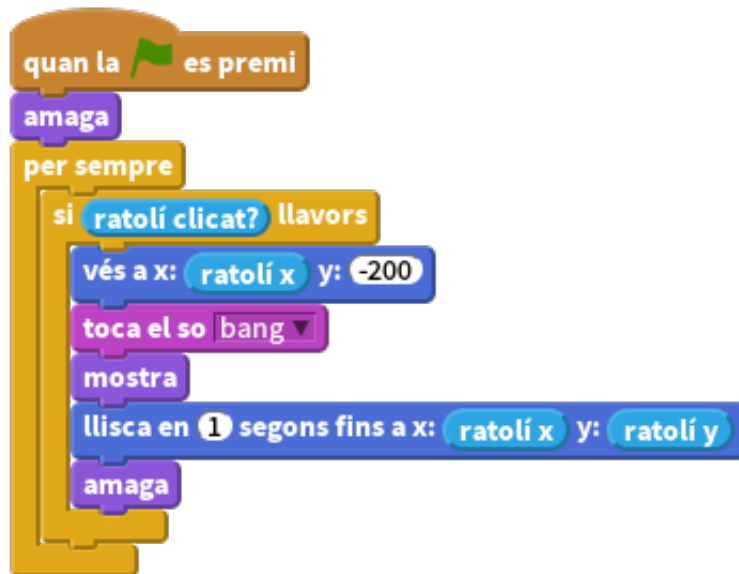 quan la es premi
amaga
per sempre
si ratolí clicat? llavors
vés a x: ratolí x y: -200
toca el so bang
mostra
llisca en 1 segons fins a x: ratolí x y: ratolí y
amaga